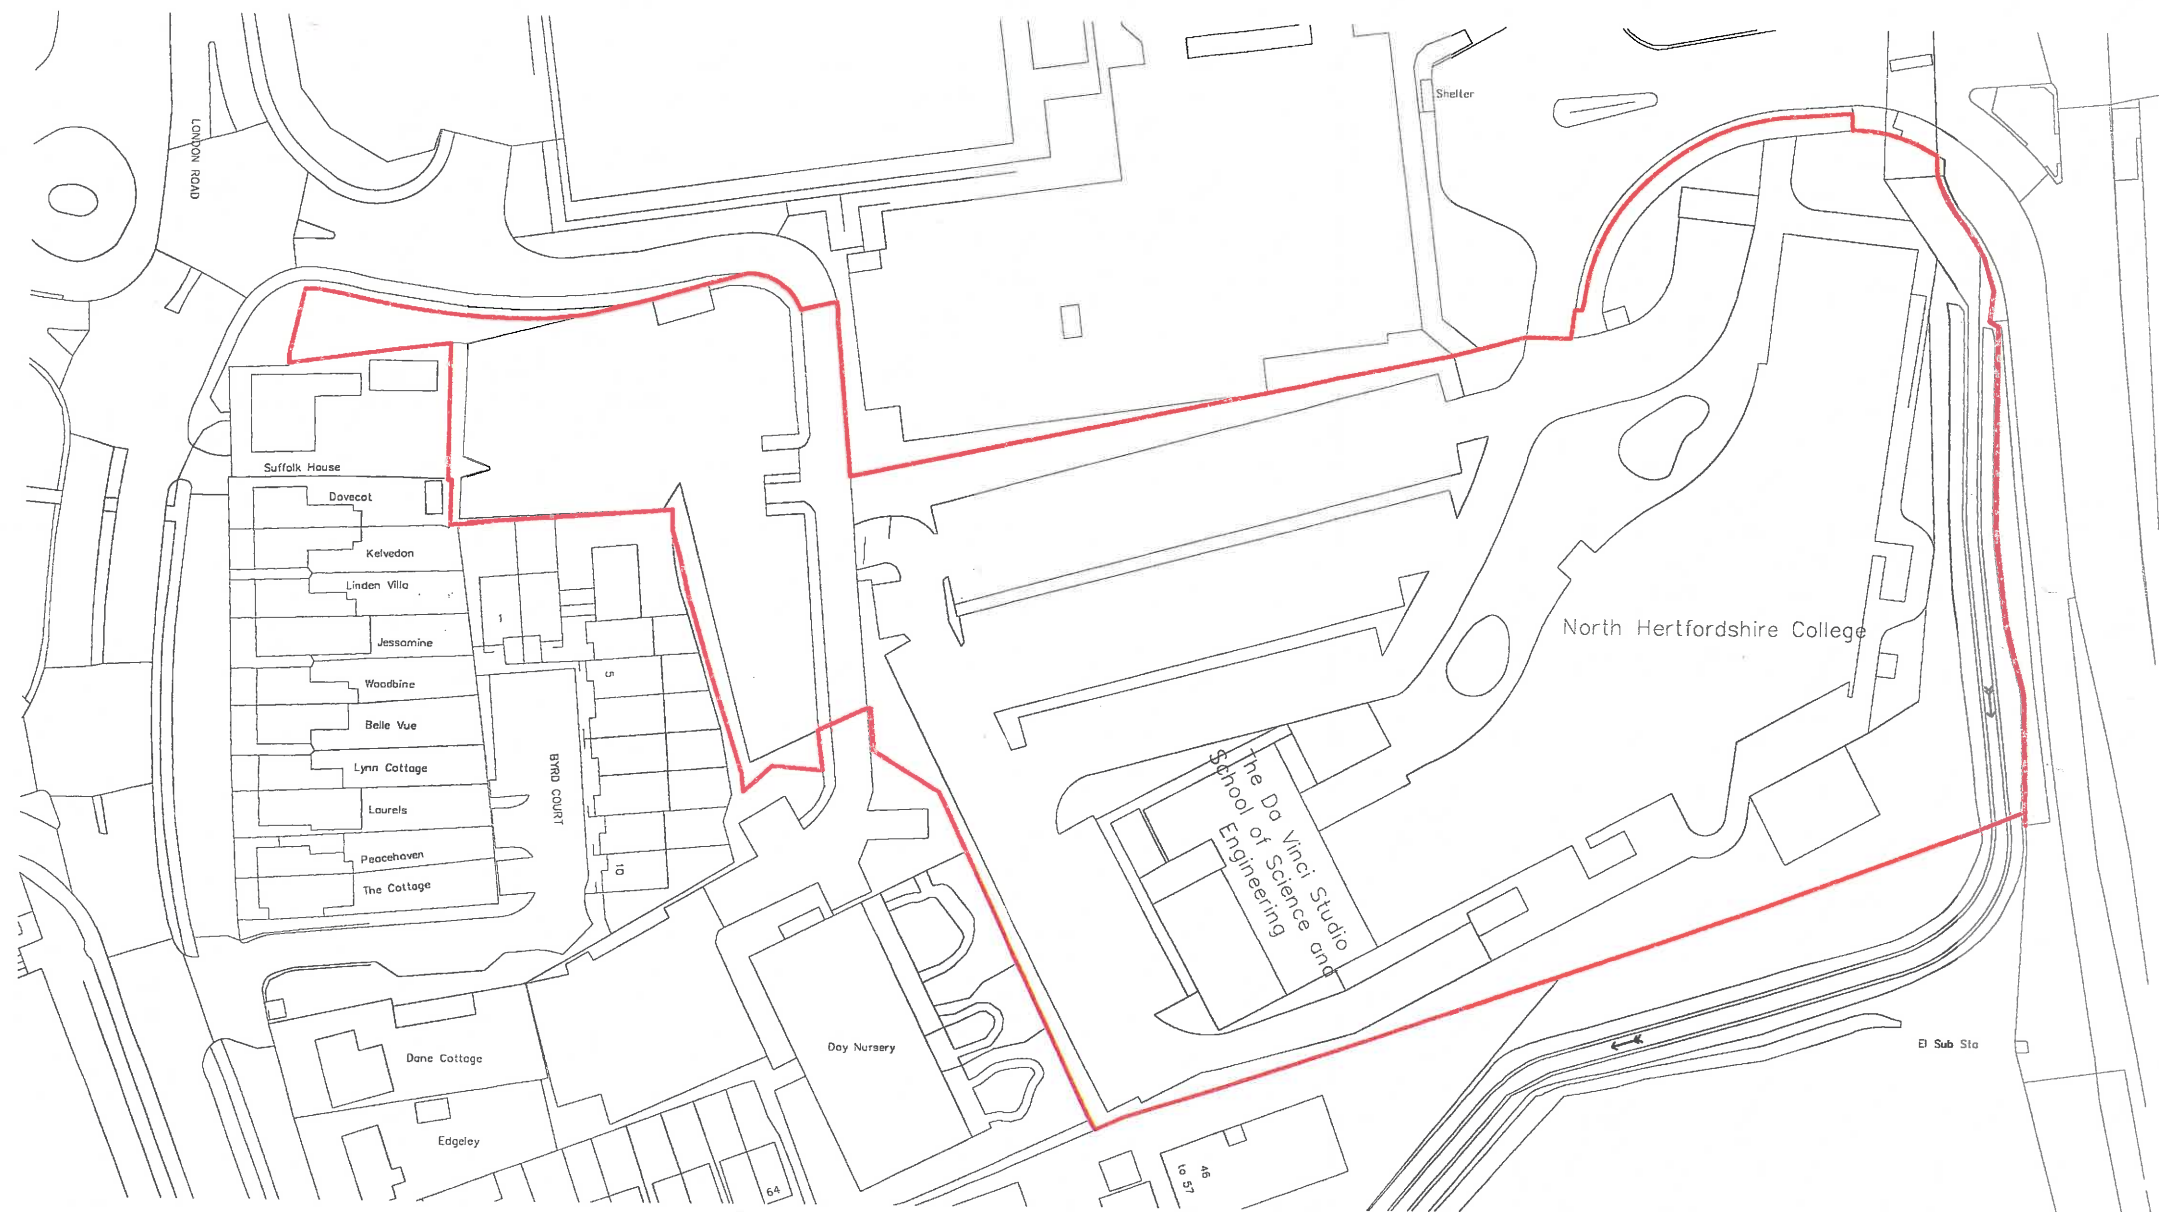 LONDON ROAD
Shelter
Suffolk House
Dovecot
Kelvedon
Linden Villa
Jessamine
Woodbine
Belle Vue
Lynn Cottage
Laurels
Peacehaven
The Cottage
1
5
10
BYRD COURT
North Hertfordshire College
The Da Vinci Studio
School of Science and
Engineering
Dane Cottage
Edgeley
Day Nursery
64
46
to 57
El Sub Sta